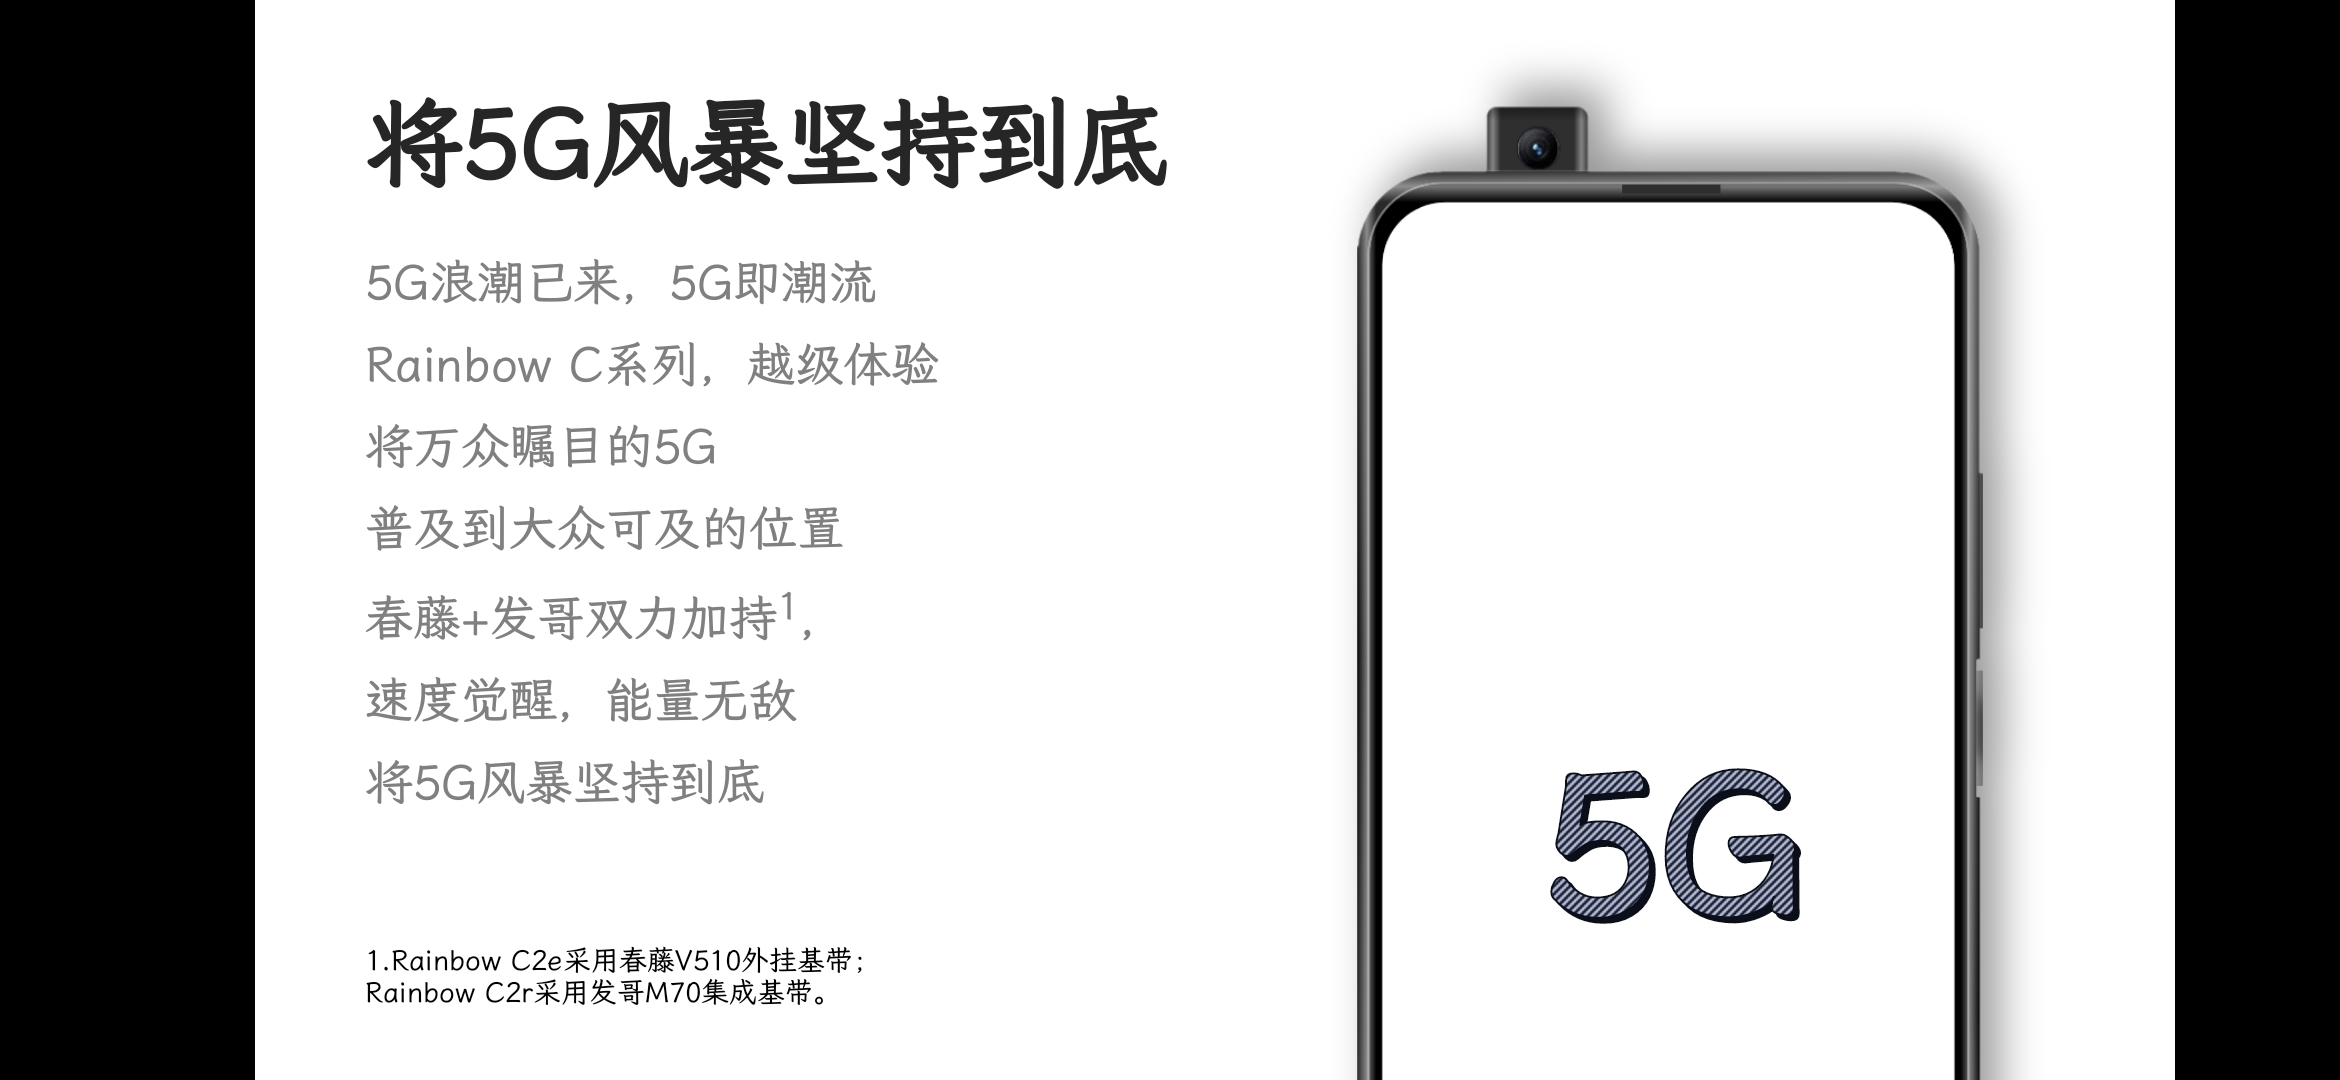 将5G风暴坚持到底
5G浪潮已来，5G即潮流
Rainbow C系列，越级体验
将万众瞩目的5G
普及到大众可及的位置
春藤+发哥双力加持1，
速度觉醒，能量无敌
将5G风暴坚持到底
1.Rainbow C2e采用春藤V510外挂基带；
Rainbow C2r采用发哥M70集成基带。
5G